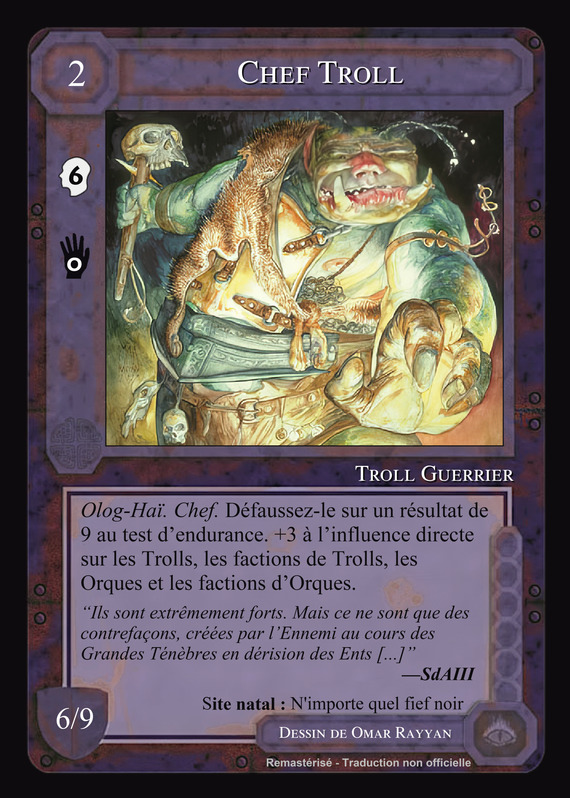 2
CHEF TROLL
6
0
TROLL GUERRIER
Olog-Haï. Chef. Défaussez-le sur un résultat de
9 au test d’endurance. +3 à l’influence directe
sur les Trolls, les factions de Trolls, les
Orques et les factions d’Orques.
“Ils sont extrêmement forts. Mais ce ne sont que des
contrefaçons, créées par l’Ennemi au cours des
Grandes Ténèbres en dérision des Ents [...]”
—SdAIII
Site natal : N'importe quel fief noir
6/9
DESSIN DE OMAR RAYYAN
Remastérisé - Traduction non officielle